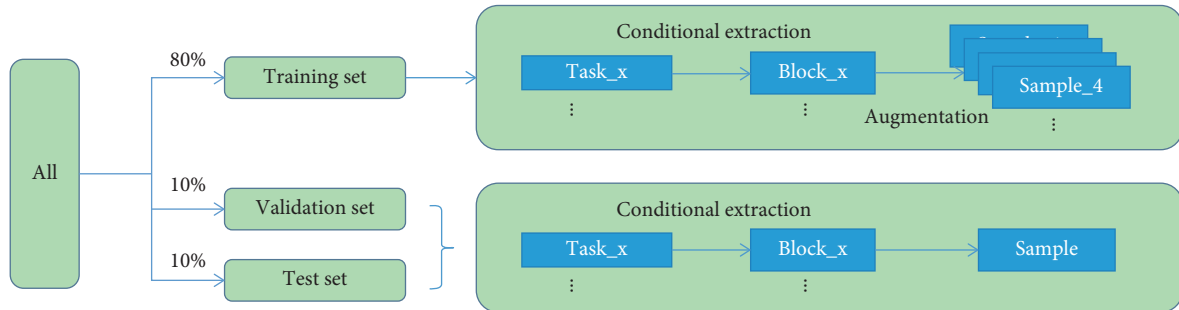 All
80%
Training set
10%
Validation set
10%
Test set
Conditional extraction
Task_x
Block_x
Sample_4
Augmentation
Conditional extraction
Task_x
Block_x
Sample